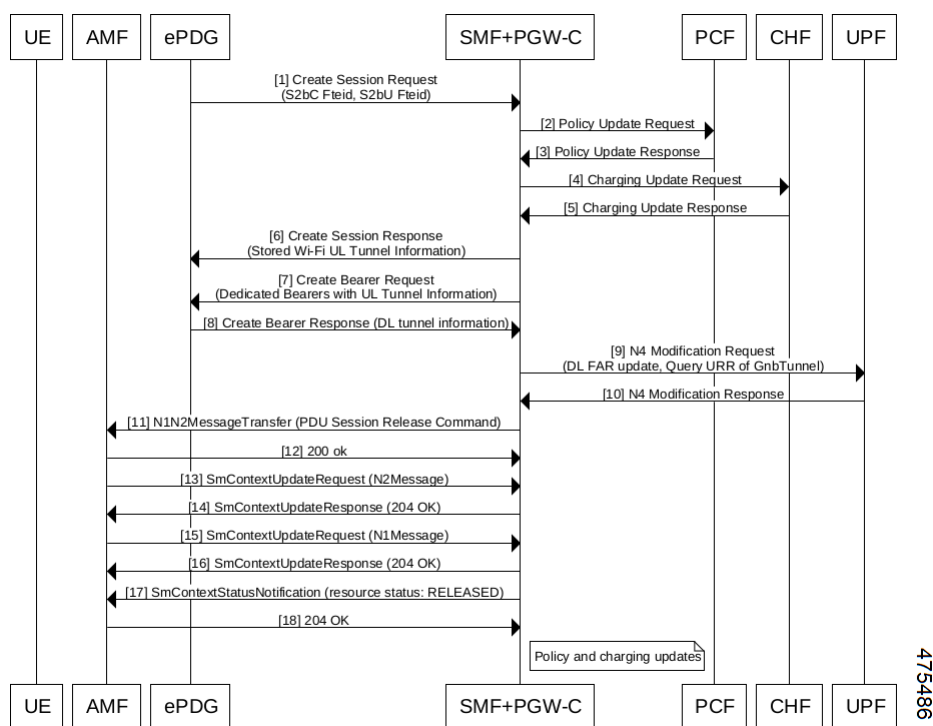 UE AMF ePDG SMF+PGW-C PCF CHF UPF
[1] Create Session Request
(S2bC Fteid, S2bU Fteid)
[2] Policy Update Request
[3] Policy Update Response
[4] Charging Update Request
[5] Charging Update Response
[6] Create Session Response
(Stored Wi-Fi UL Tunnel Information)
[7] Create Bearer Request
(Dedicated Bearers with UL Tunnel Information)
[8] Create Bearer Response (DL tunnel information)
[9] N4 Modification Request
(DL FAR update, Query URR of GnbTunnel)
[10] N4 Modification Response
[11] N1N2MessageTransfer (PDU Session Release Command)
[12] 200 ok
[13] SmContextUpdateRequest (N2Message)
[14] SmContextUpdateResponse (204 OK)
[15] SmContextUpdateRequest (N1Message)
[16] SmContextUpdateResponse (204 OK)
[17] SmContextStatusNotification (resource status: RELEASED)
[18] 204 OK
Policy and charging updates
UE AMF ePDG SMF+PGW-C PCF CHF UPF
475486